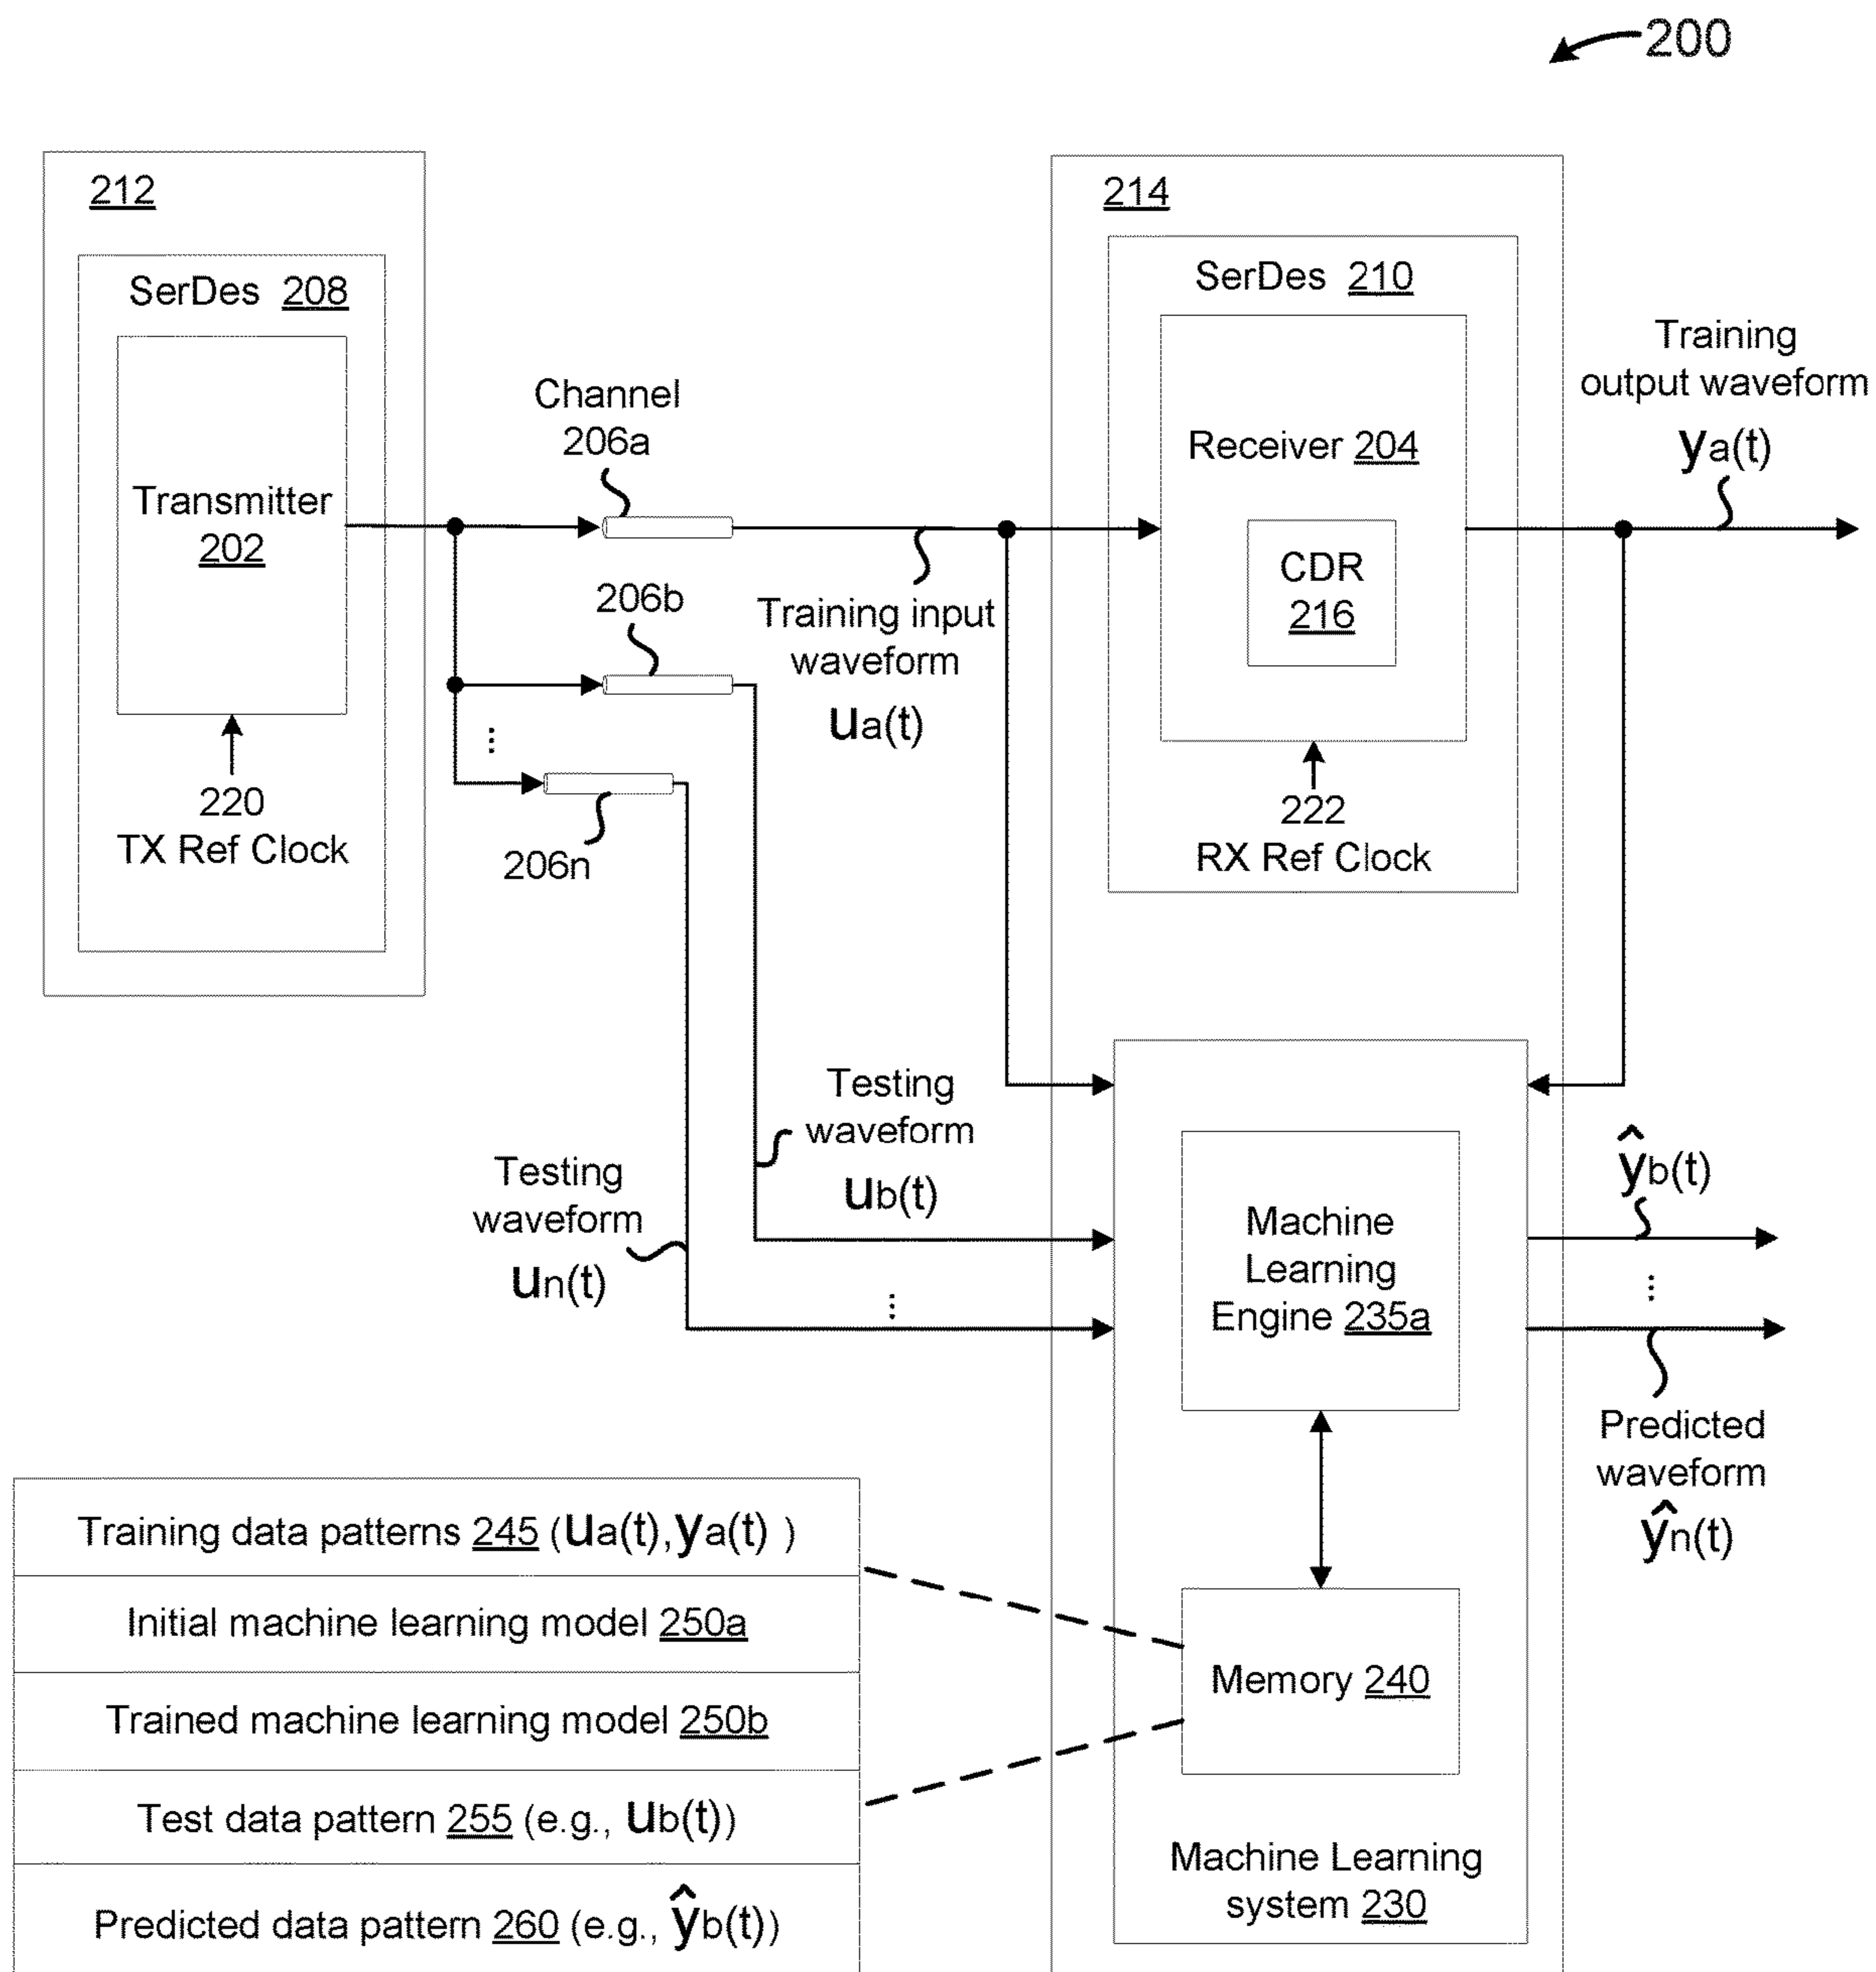 200
212
SerDes 208
Transmitter
202
220
TX Ref Clock
Channel
206a
206b
...
206n
Training input
waveform
ua(t)
214
SerDes 210
Receiver 204
CDR
216
222
RX Ref Clock
Training
output waveform
ya(t)
Testing
waveform
ub(t)
Testing
waveform
un(t)
...
Machine
Learning
Engine 235a
Memory 240
Machine Learning
system 230
ŷb(t)
...
Predicted
waveform
ŷn(t)
Training data patterns 245 (ua(t),ya(t) )
Initial machine learning model 250a
Trained machine learning model 250b
Test data pattern 255 (e.g., ub(t))
Predicted data pattern 260 (e.g., ŷb(t))